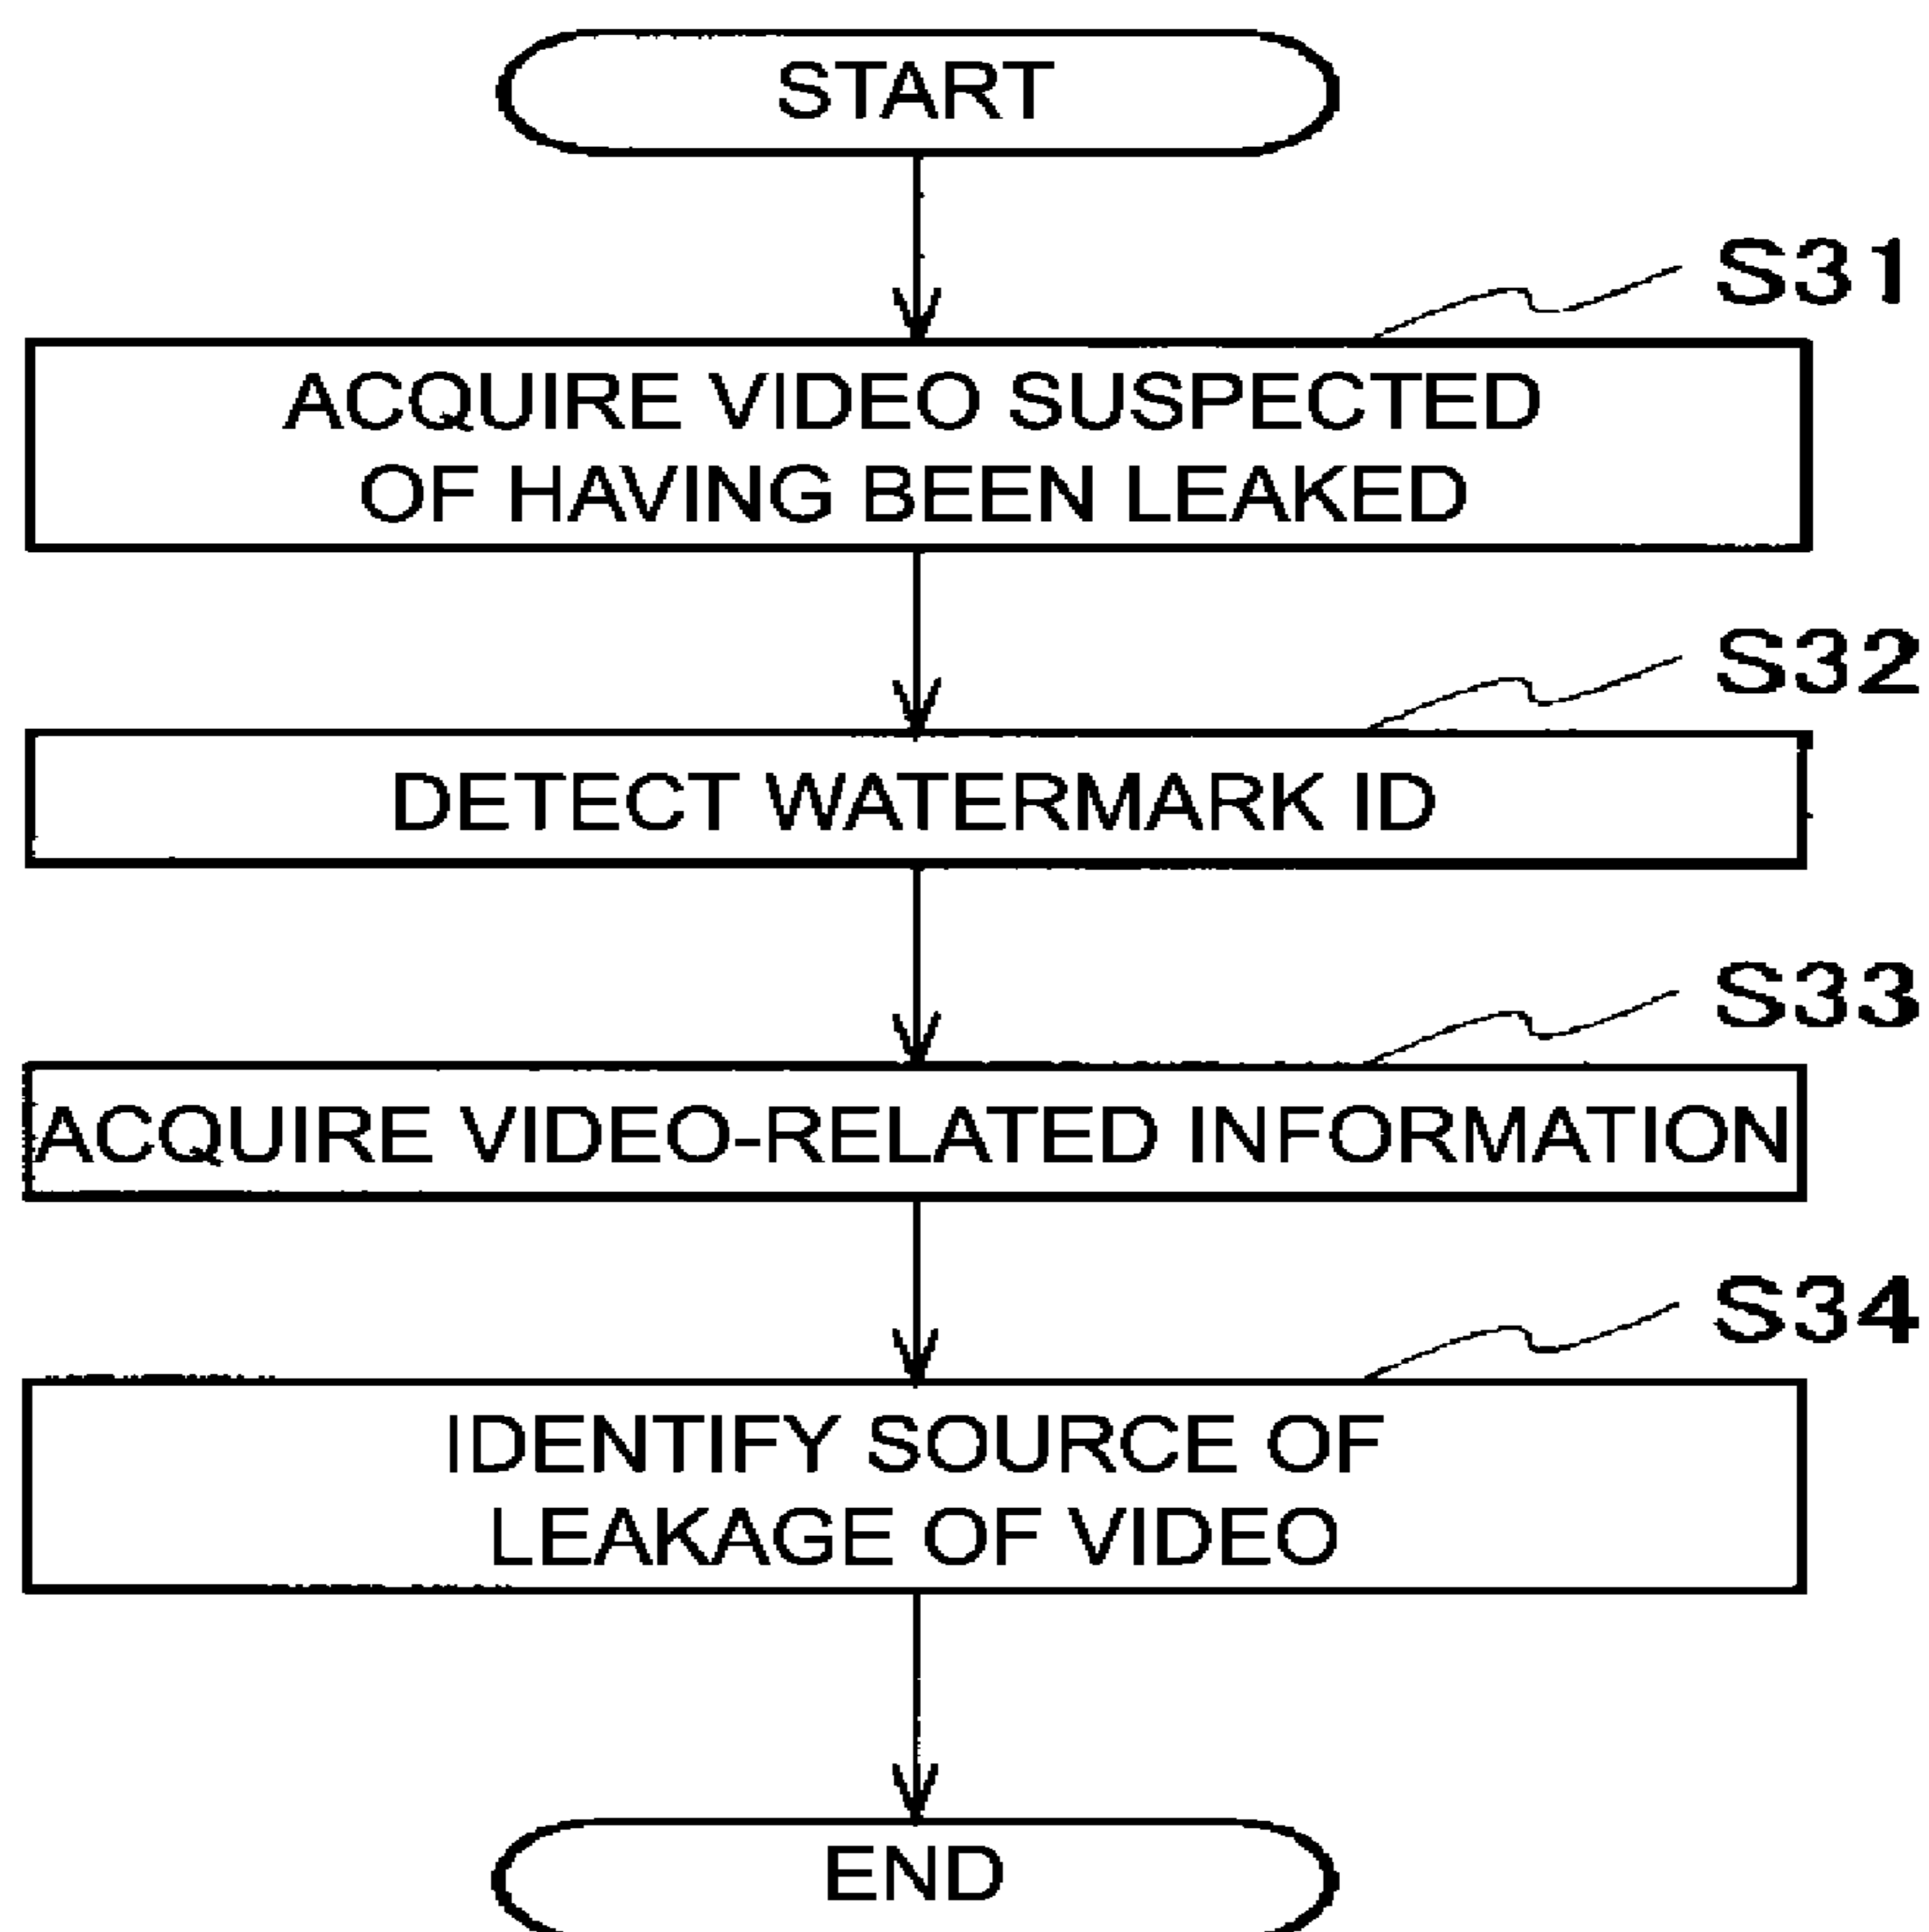 START
S31
ACQUIRE VIDEO SUSPECTED
OF HAVING BEEN LEAKED
S32
DETECT WATERMARK ID
S33
ACQUIRE VIDEO-RELATED INFORMATION
S34
IDENTIFY SOURCE OF
LEAKAGE OF VIDEO
END